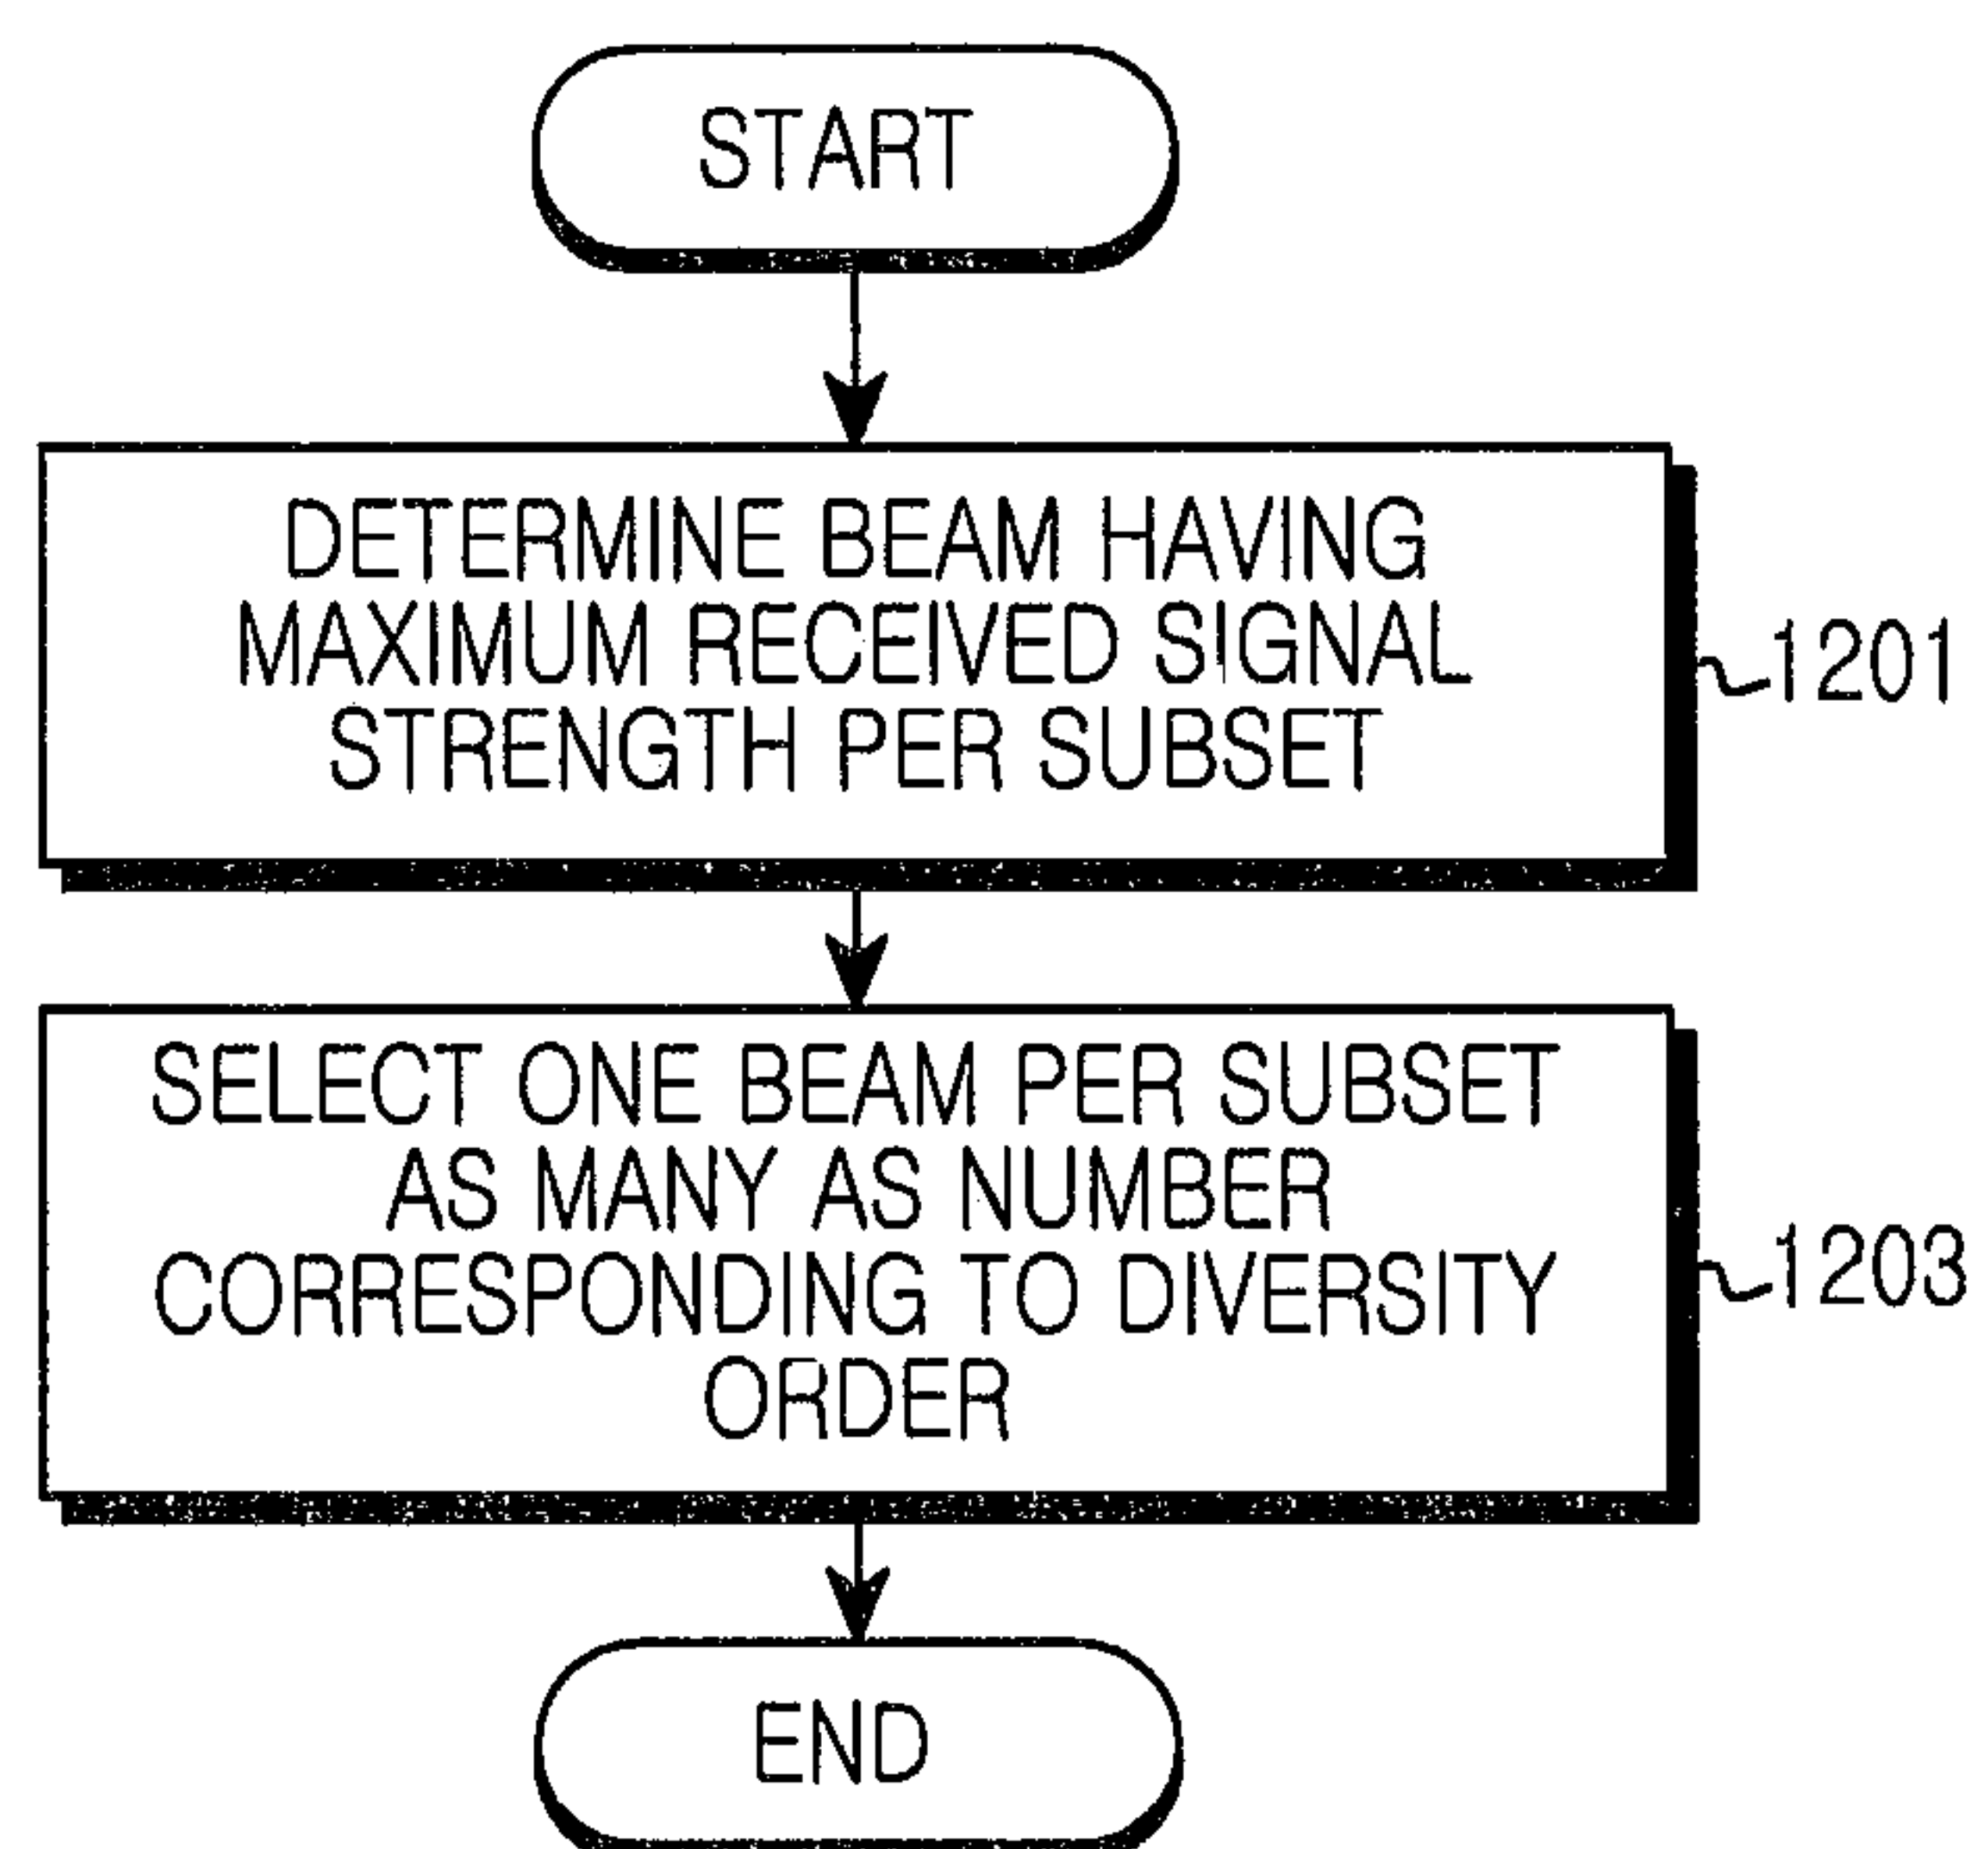 START
DETERMINE BEAM HAVING
MAXIMUM RECEIVED SIGNAL
STRENGTH PER SUBSET
1201
SELECT ONE BEAM PER SUBSET
AS MANY AS NUMBER
CORRESPONDING TO DIVERSITY
ORDER
1203
END